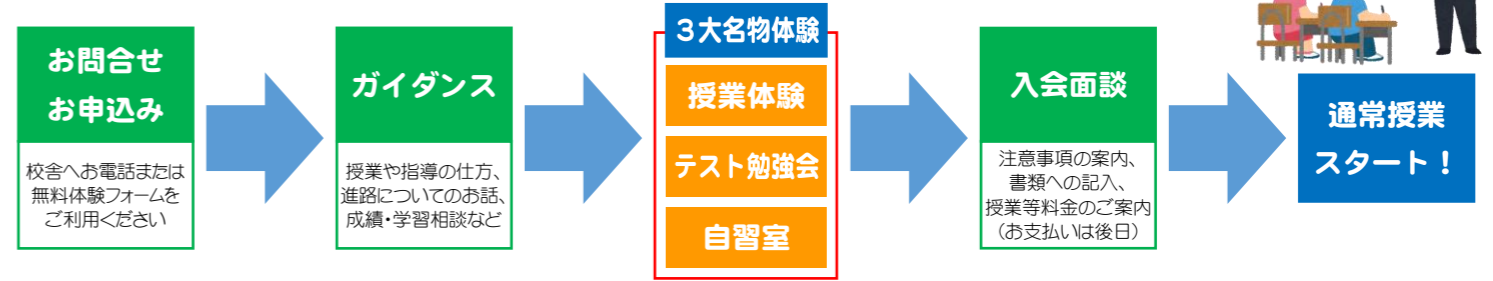 お問合せ
お申込み
校舎へお電話または
無料体験フォームを
ご利用ください
ガイダンス
授業や指導の仕方、
進路についてのお話、
成績・学習相談など
３大名物体験
授業体験
テスト勉強会
自習室
入会面談
注意事項の案内、
書類への記入、
授業等料金のご案内
（お支払いは後日）
通常授業
スタート！